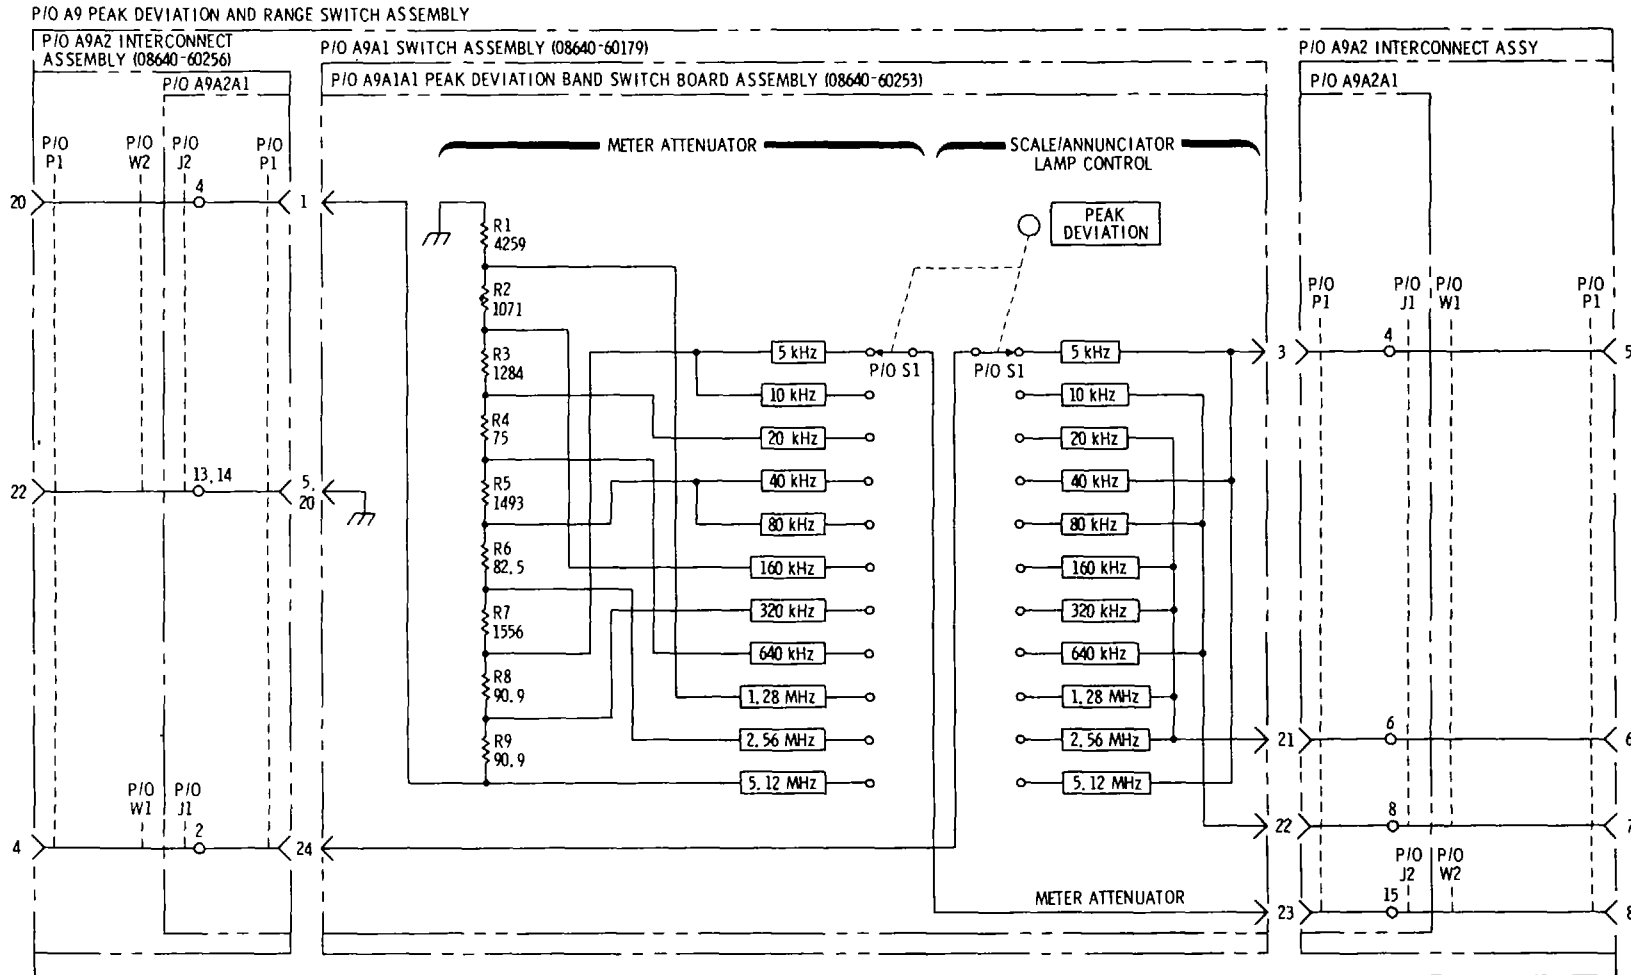 P/O A9 PEAK DEVIATION AND RANGE SWITCH ASSEMBLY
P/O A9A2 INTERCONNECT
ASSEMBLY (08640-60256)
P/O A9A2A1
P/O A9A1 SWITCH ASSEMBLY (08640-60179)
P/O A9A1A1 PEAK DEVIATION BAND SWITCH BOARD ASSEMBLY (08640-60253)
P/O A9A2 INTERCONNECT ASSY
P/O A9A2A1
P/O
P1
P/O
W2
P/O
J2
P/O
P1
METER ATTENUATOR
SCALE/ANNUNCIATOR
LAMP CONTROL
20
4
1
PEAK
DEVIATION
R1
4259
R2
1071
R3
1284
R4
75
R5
1493
R6
82.5
R7
1556
R8
90.9
R9
90.9
5 kHz
10 kHz
20 kHz
40 kHz
80 kHz
160 kHz
320 kHz
640 kHz
1.28 MHz
2.56 MHz
5.12 MHz
P/O S1
P/O S1
5 kHz
10 kHz
20 kHz
40 kHz
80 kHz
160 kHz
320 kHz
640 kHz
1.28 MHz
2.56 MHz
5.12 MHz
P/O
P1
P/O
J1
P/O
W1
P/O
P1
3
4
5
22
13, 14
5,
20
21
6
6
P/O
W1
P/O
J1
4
2
24
22
8
7
P/O
J2
P/O
W2
METER ATTENUATOR
23
15
8